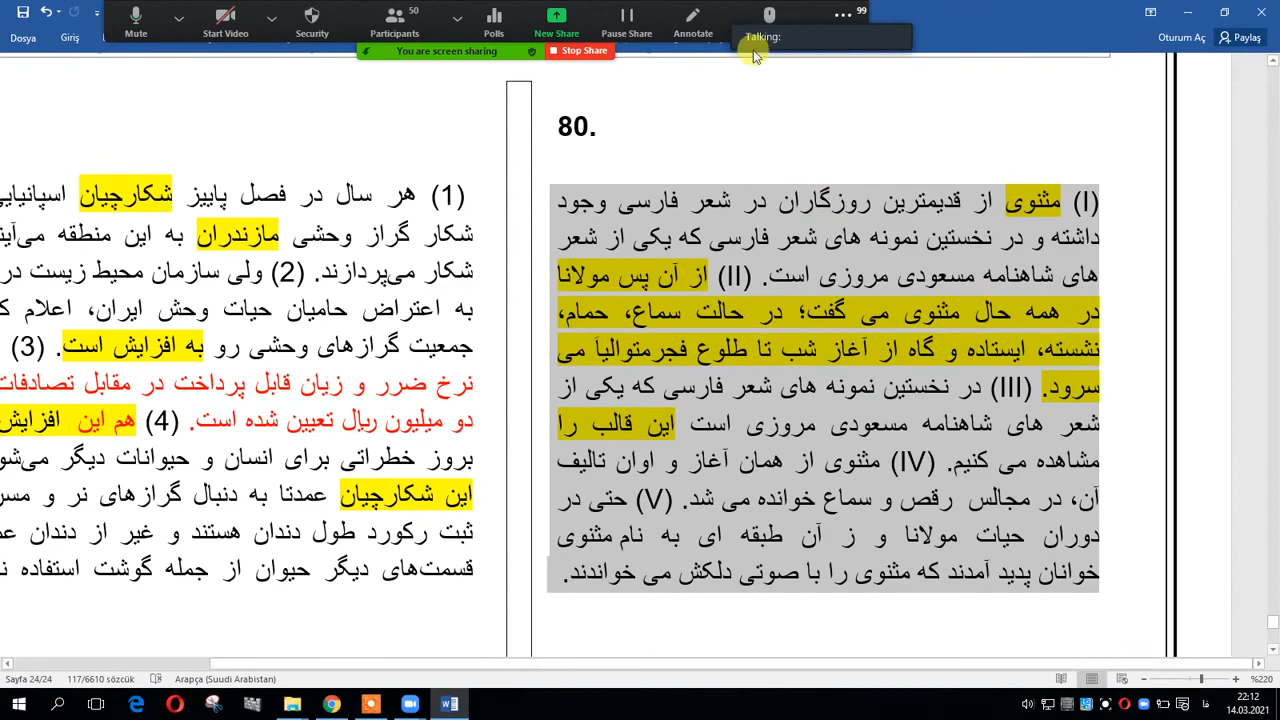 Mute
Start Video
Security
50
Participants
Polls
New Share
Pause Share
Annotate
99
Talking:
You are screen sharing
Stop Share
Dosya
Giriş
Oturum Aç
Paylaş
80.
(I) مثنوی از قدیمترین روزگاران در شعر فارسی وجود
داشته و در نخستین نمونه های شعر فارسی که یکی از شعر
های شاهنامه مسعودی مروزی است. (II) از آن پس مولانا
در همه حال مثنوی می گفت؛ در حالت سماع، حمام،
نشسته، ایستاده و گاه از آغاز شب تا طلوع فجرمتوالیاَ می
سرود. (III) در نخستین نمونه های شعر فارسی که یکی از
شعر های شاهنامه مسعودی مروزی است این قالب را
مشاهده می کنیم. (IV) مثنوی از همان آغاز و اوان تالیف
آن، در مجالس رقص و سماع خوانده می شد. (V) حتی در
دوران حیات مولانا و ز آن طبقه ای به نام مثنوی
خوانان پدید آمدند که مثنوی را با صوتی دلکش می خواندند.
(1) هر سال در فصل پاییز شکارچیان
شکار گراز وحشی مازندران به این منطقه
شکار می‌پردازند. (2) ولی سازمان محیط زیست در
به اعتراض حامیان حیات وحش ایران، اعلام
جمعیت گرازهای وحشی رو به افزایش است. (3)
نرخ ضرر و زیان قابل پرداخت در مقابل تصادفات
دو میلیون ریال تعیین شده است. (4) هم این افزایش
بروز خطراتی برای انسان و حیوانات دیگر
این شکارچیان عمدتا به دنبال گرازهای نر و
ثبت رکورد طول دندان هستند و غیر از دندان
قسمت‌های دیگر حیوان از جمله گوشت استفاده
Sayfa 24/24
117/6610 sözcük
Arapça (Suudi Arabistan)
%220
22:12
14.03.2021